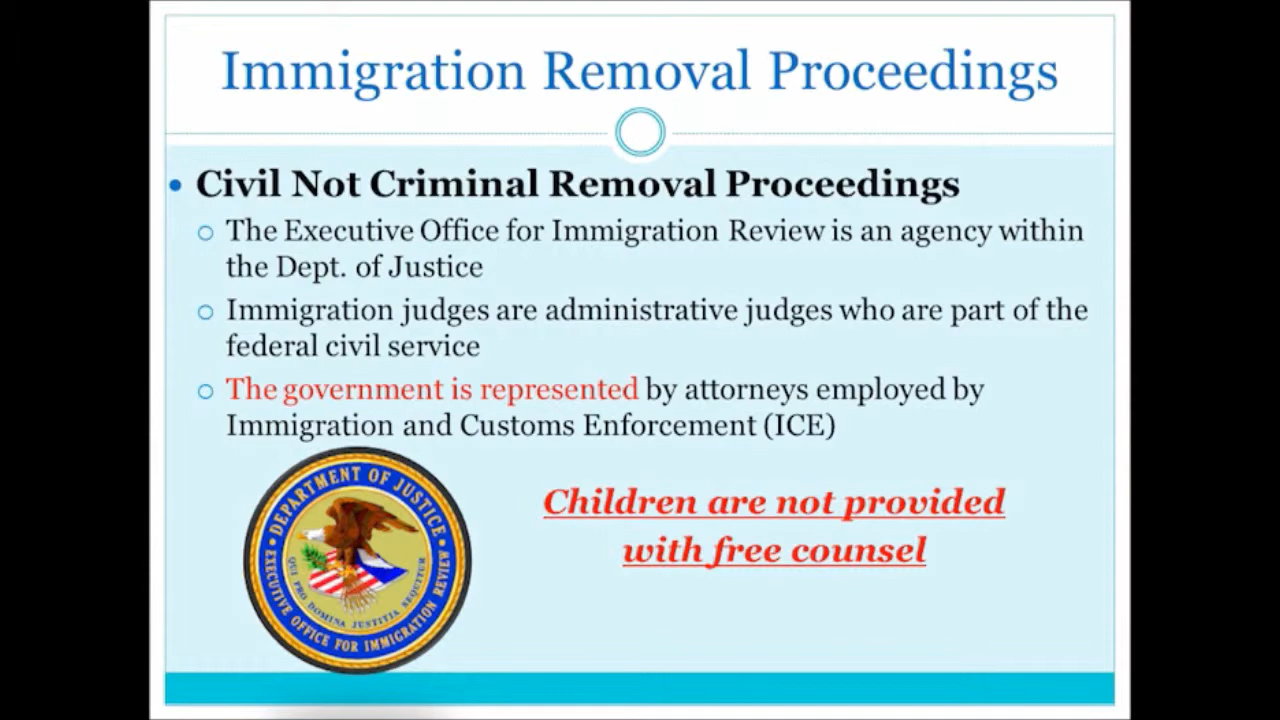 Immigration Removal Proceedings
Civil Not Criminal Removal Proceedings
The Executive Office for Immigration Review is an agency within
the Dept. of Justice
Immigration judges are administrative judges who are part of the
federal civil service
The government is represented by attorneys employed by
Immigration and Customs Enforcement (ICE)
Children are not provided
with free counsel
DEPARTMENT OF JUSTICE
EXECUTIVE OFFICE FOR IMMIGRATION REVIEW
QUI PRO DOMINA JUSTITIA SEQUITUR